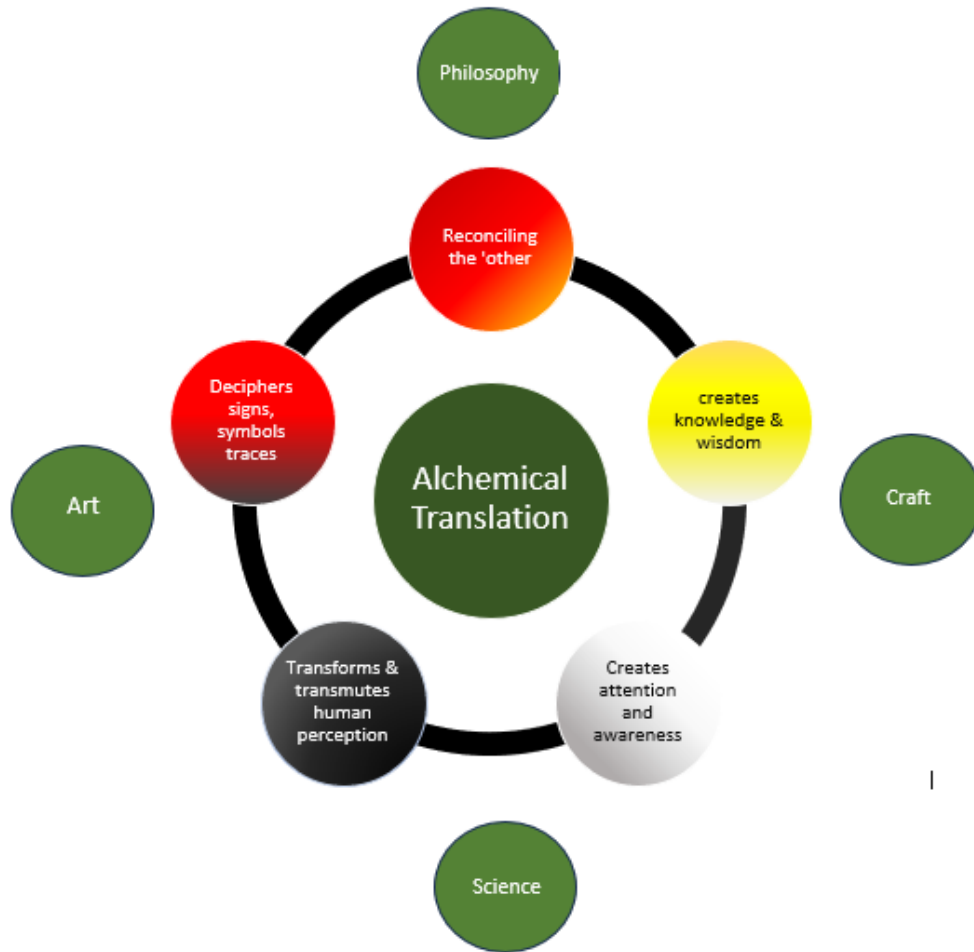 Philosophy
Reconciling
the 'other
Deciphers
signs,
symbols
traces
creates
knowledge &
wisdom
Alchemical
Translation
Art
Craft
Transforms &
transmutes
human
perception
Creates
attention
and
awareness
Science